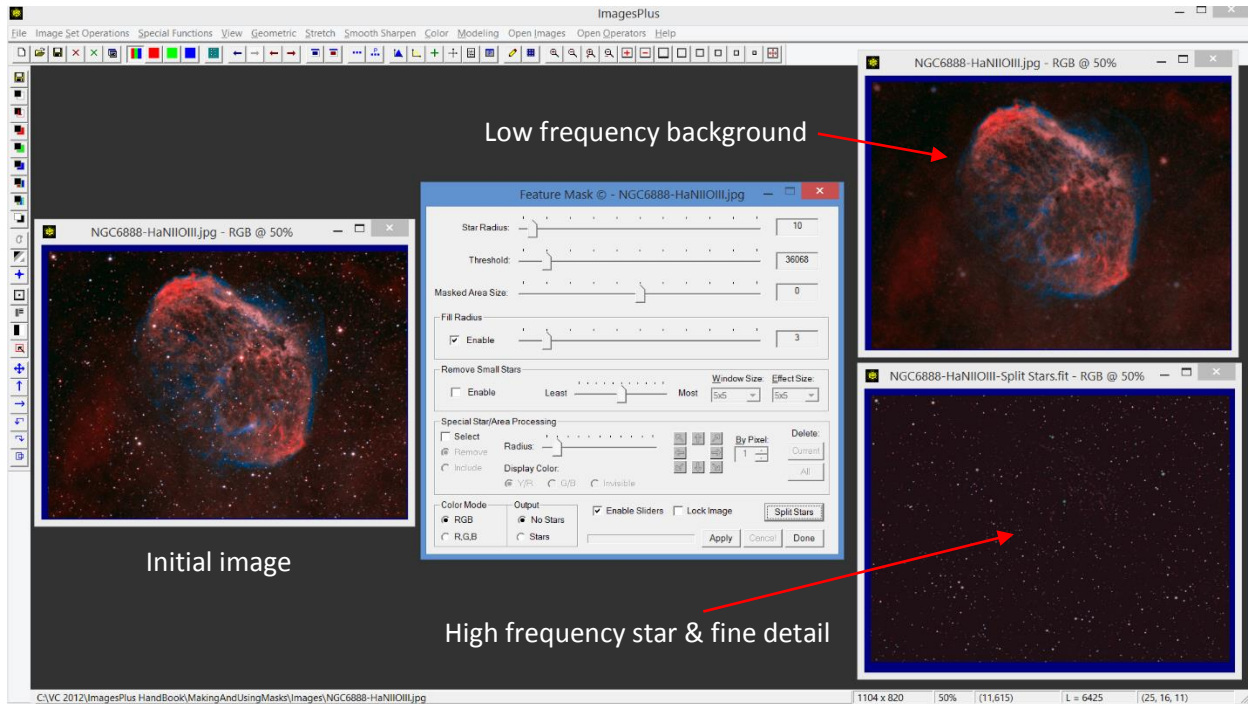 ImagesPlus
File Image Set Operations Special Functions View Geometric Stretch Smooth Sharpen Color Modeling Open Images Open Operators Help
NGC6888-HaNIIOIII.jpg - RGB @ 50%
Low frequency background
Feature Mask © - NGC6888-HaNIIOIII.jpg
Star Radius: 10
Threshold: 36068
Masked Area Size: 0
Fill Radius
Enable 3
Remove Small Stars
Window Size: Effect Size:
Enable Least Most 5x5 5x5
Special Star/Area Processing
Select
Radius:
By Pixel:
Delete:
Remove
1
Current
Include
Display Color:
All
Y/B G/B Invisible
Color Mode
Output
Enable Sliders Lock Image
Split Stars
RGB
No Stars
R,G,B
Stars
Apply Cancel Done
NGC6888-HaNIIOIII.jpg - RGB @ 50%
Initial image
NGC6888-HaNIIOIII-Split Stars.fit - RGB @ 50%
High frequency star & fine detail
C:\VC 2012\ImagesPlus HandBook\MakingAndUsingMasks\Images\NGC6888-HaNIIOIII.jpg
1104 x 820 50% (11,615) L = 6425 (25, 16, 11)